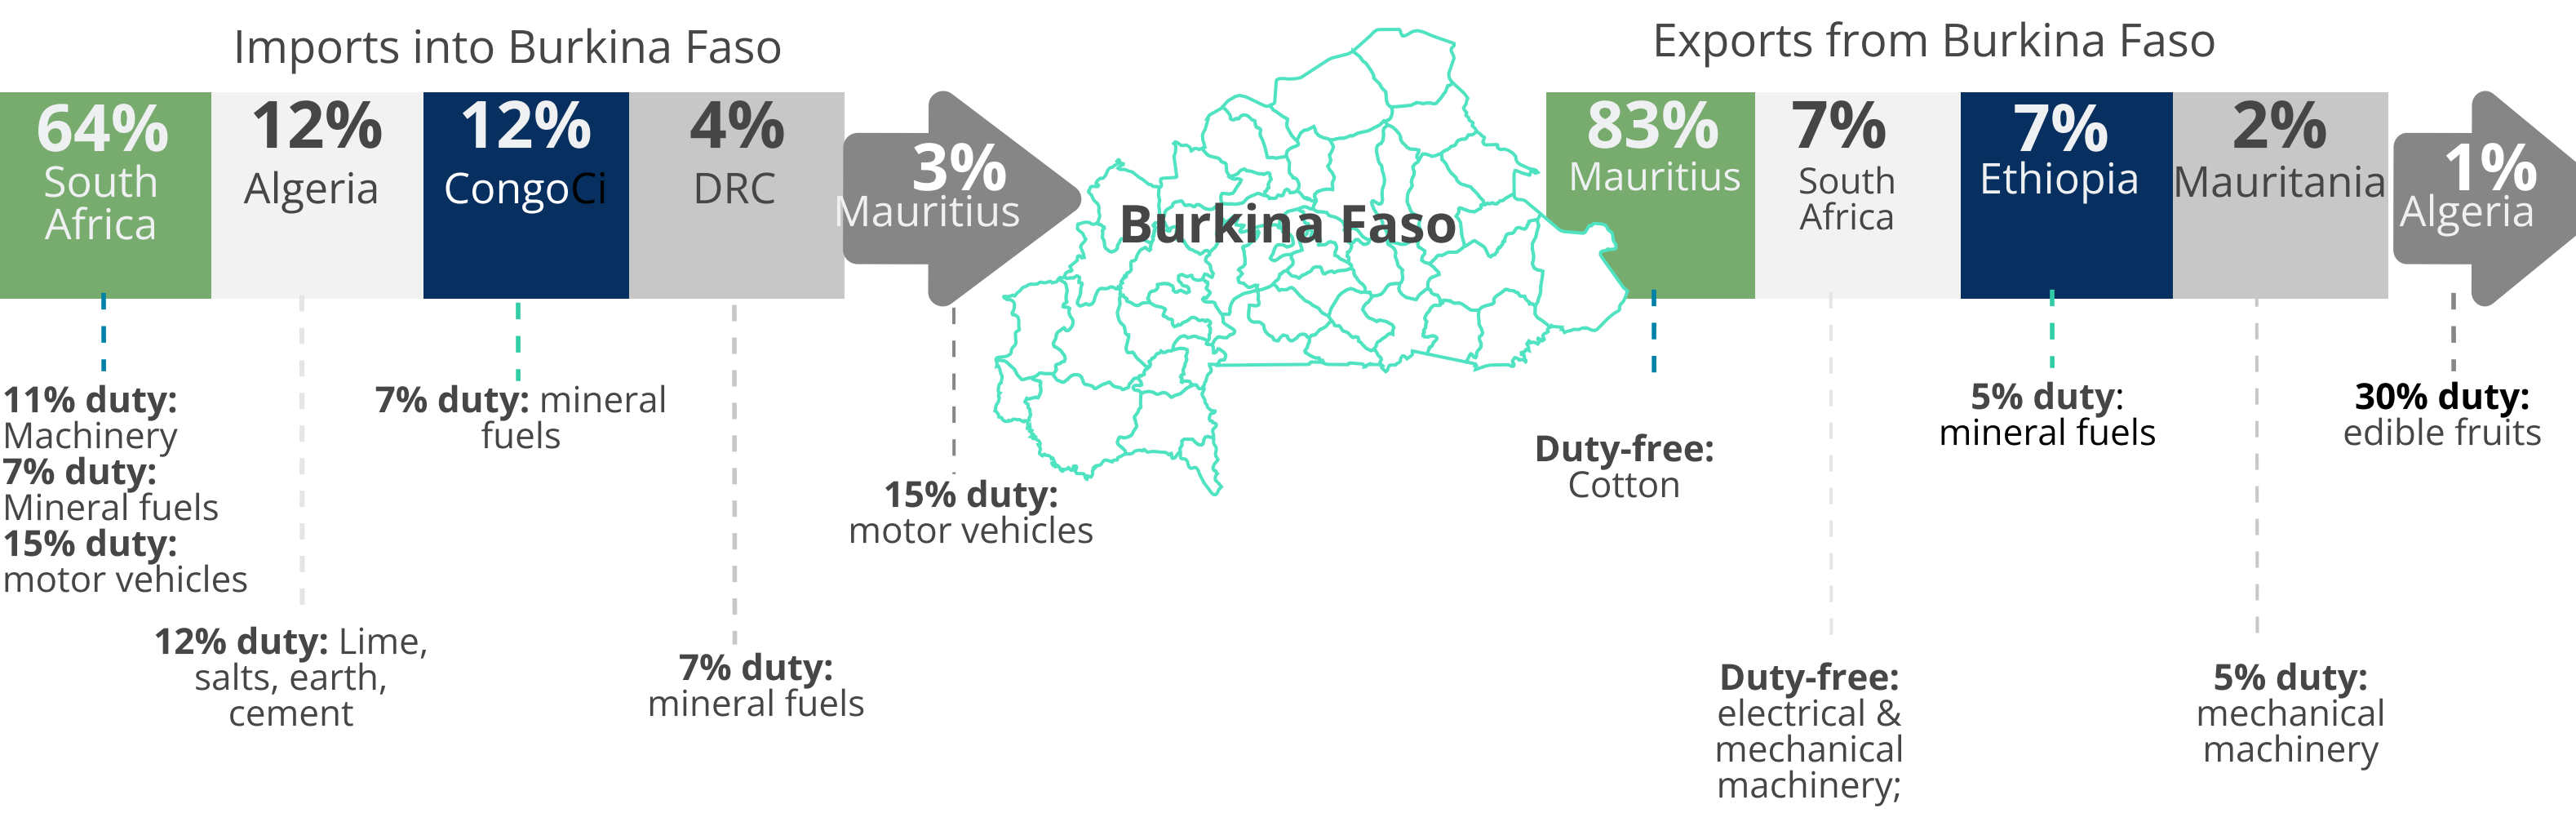 Imports into Burkina Faso
64%
South
Africa
12%
Algeria
12%
CongoCi
4%
DRC
3%
Mauritius
11% duty:
Machinery
7% duty:
Mineral fuels
15% duty:
motor vehicles
12% duty: Lime,
salts, earth,
cement
7% duty: mineral
fuels
7% duty:
mineral fuels
15% duty:
motor vehicles
Burkina Faso
Exports from Burkina Faso
83%
Mauritius
7%
South
Africa
7%
Ethiopia
2%
Mauritania
1%
Algeria
Duty-free:
Cotton
Duty-free:
electrical &
mechanical
machinery;
5% duty:
mineral fuels
5% duty:
mechanical
machinery
30% duty:
edible fruits